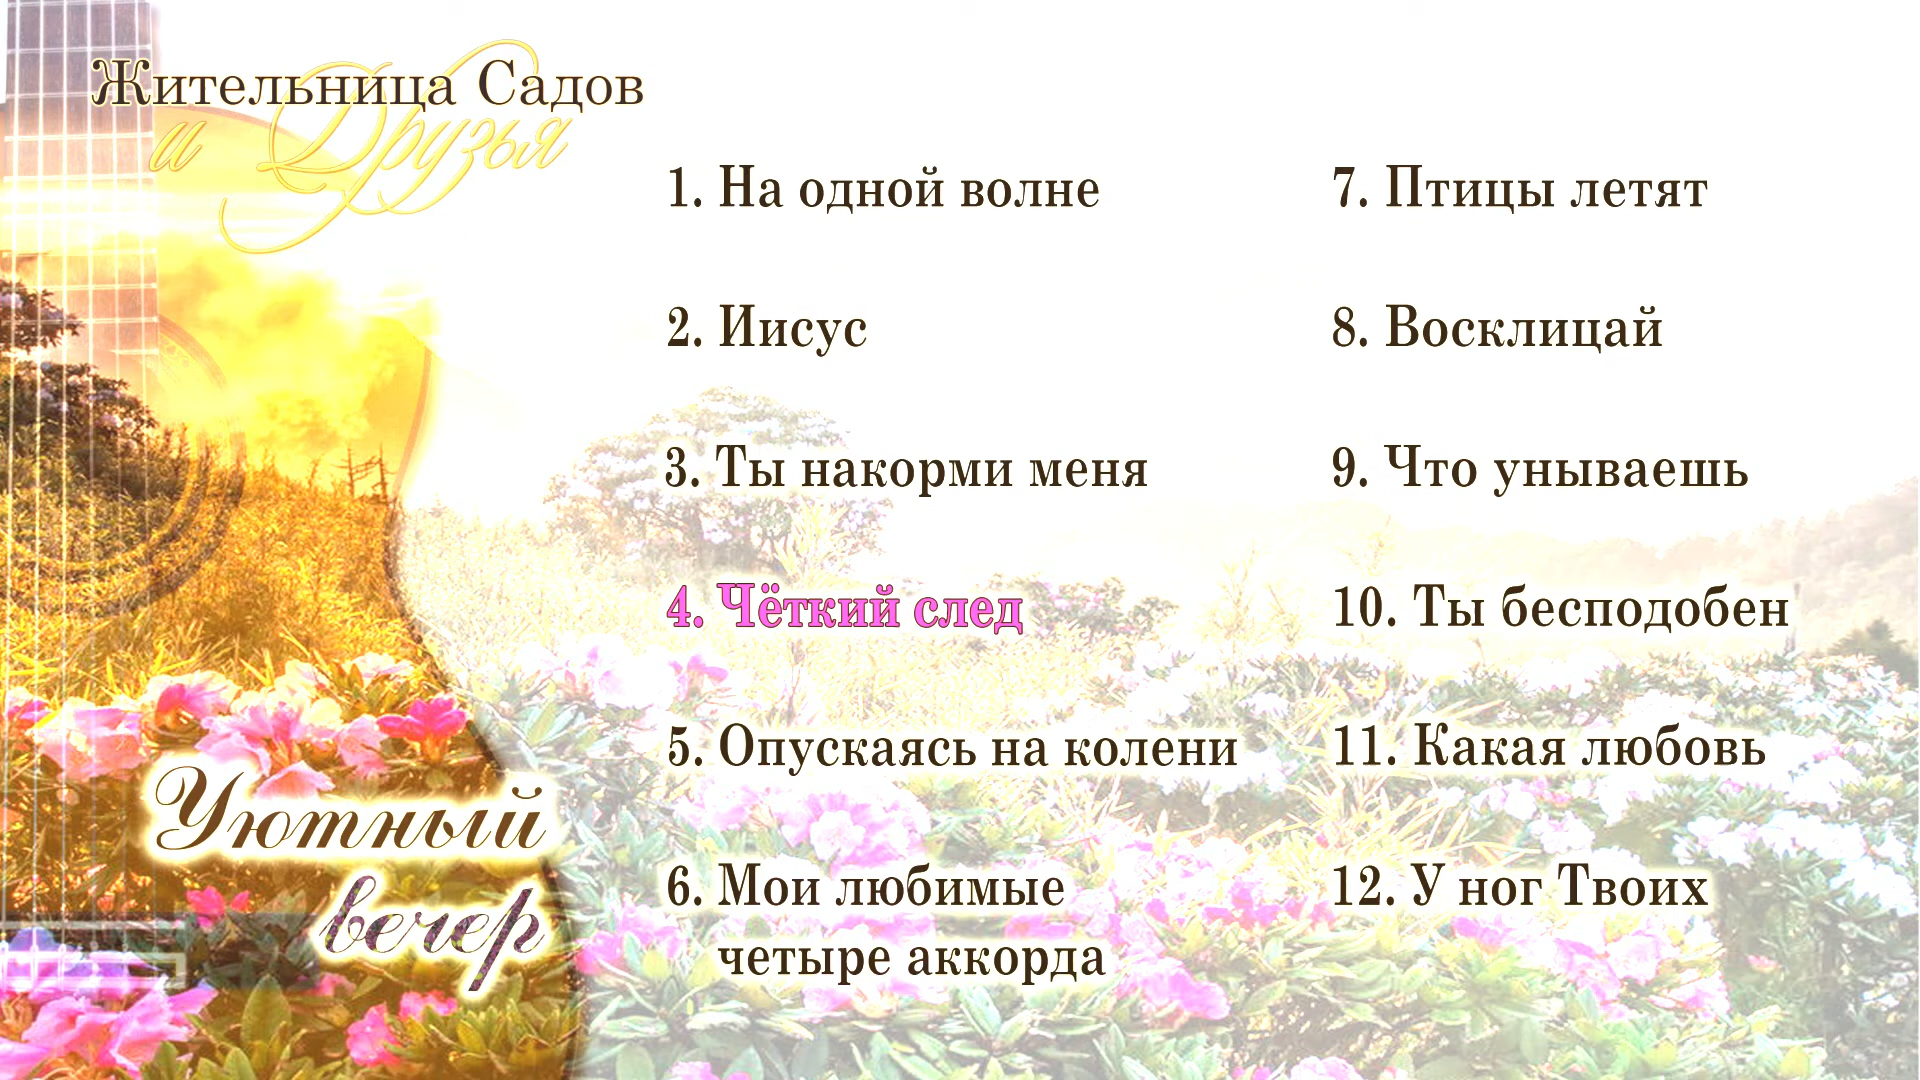 Жительница Садов
и Друзья
1. На одной волне
2. Иисус
3. Ты накорми меня
4. Чёткий след
5. Опускаясь на колени
6. Мои любимые
четыре аккорда
7. Птицы летят
8. Восклицай
9. Что унываешь
10. Ты бесподобен
11. Какая любовь
12. У ног Твоих
Уютный
вечер